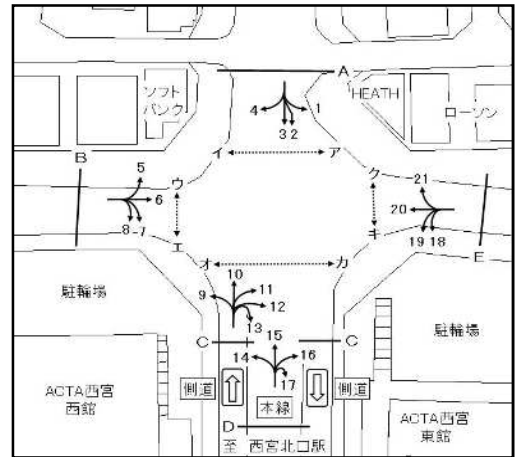 A
ソフト
バンク
HEATH
ローソン
4 1
3 2
イ ア
B
5
ウ
6
8 7
エ
ク
21
20
キ
19 18
E
オ カ
10
9 11
12
13
駐輪場
駐輪場
C C
15
14 16
17
側道 側道
本線
ACTA西宮
西館
D
ACTA西宮
東館
至 西宮北口駅